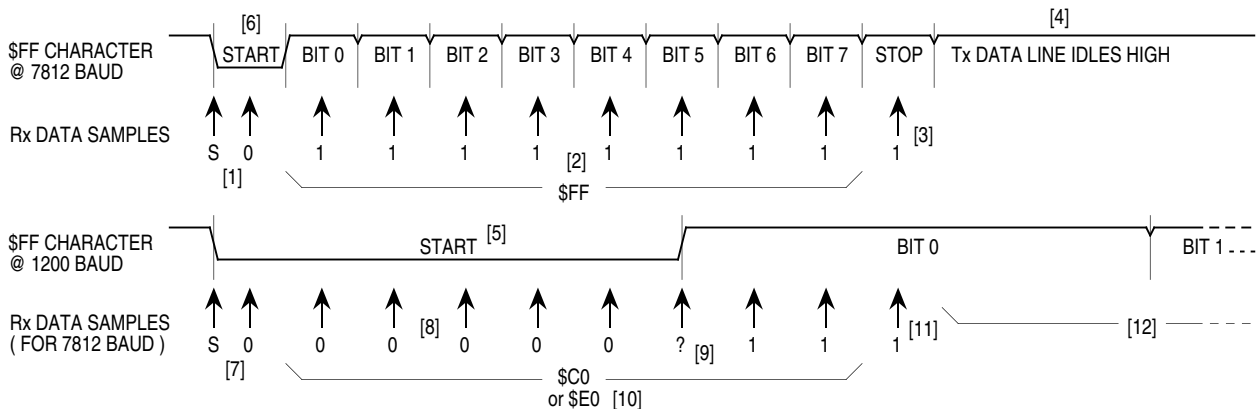 [6] [4]
$FF CHARACTER
@ 7812 BAUD
START BIT 0 BIT 1 BIT 2 BIT 3 BIT 4 BIT 5 BIT 6 BIT 7 STOP Tx DATA LINE IDLES HIGH
Rx DATA SAMPLES
S 0 1 1 1 1 1 1 1 1 1 [3]
[1] [2]
$FF
$FF CHARACTER
@ 1200 BAUD
START [5] BIT 0 BIT 1
Rx DATA SAMPLES
( FOR 7812 BAUD )
S 0 0 0 [8] 0 0 0 ? [9] 1 1 1 [11] [12]
[7]
$C0
or $E0 [10]